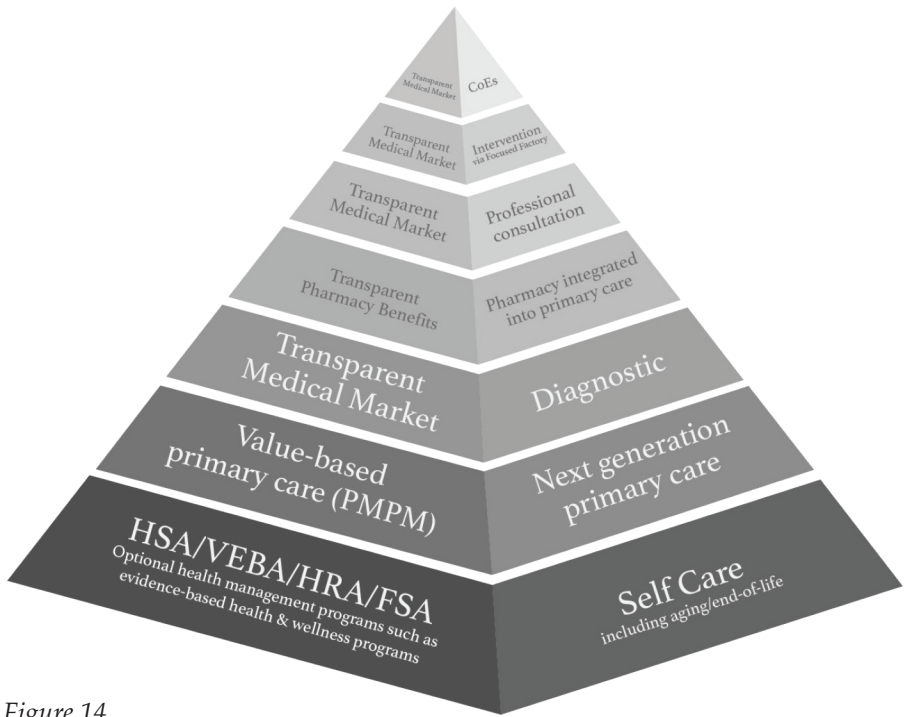 Transparent
Medical Market
CoEs
Transparent
Medical Market
Intervention
via Focused Factory
Transparent
Medical Market
Professional
consultation
Transparent
Pharmacy Benefits
Pharmacy integrated
into primary care
Transparent
Medical Market
Diagnostic
Value-based
primary care (PMPM)
Next generation
primary care
HSA/VEBA/HRA/FSA
Optional health management programs such as
evidence-based health & wellness programs
Self Care
including aging/end-of-life
Figure 14